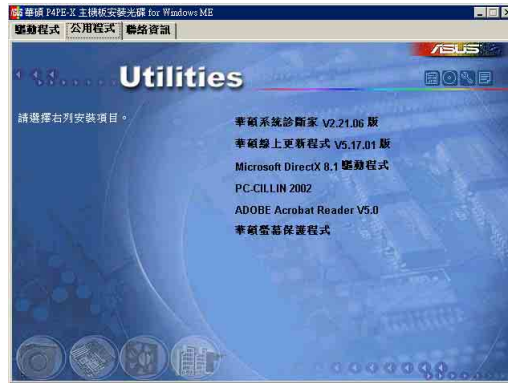 華碩 P4PE-X 主機板安裝光碟 for Windows ME
驅動程式 公用程式 聯絡資訊
ASUS
Utilities
請選擇右列安裝項目。
華碩系統診斷家 V2.21.06 版
華碩線上更新程式 V5.17.01 版
Microsoft DirectX 8.1 驅動程式
PC-CILLIN 2002
ADOBE Acrobat Reader V5.0
華碩螢幕保護程式